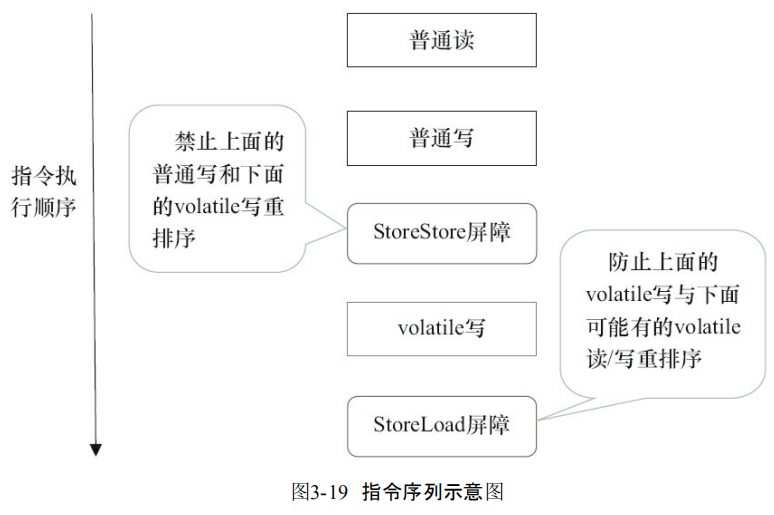 普通读
普通写
禁止上面的
普通写和下面
的volatile写重
排序
指令执
行顺序
StoreStore屏障
防止上面的
volatile写与下面
可能有的volatile
读/写重排序
volatile写
StoreLoad屏障
图3-19 指令序列示意图